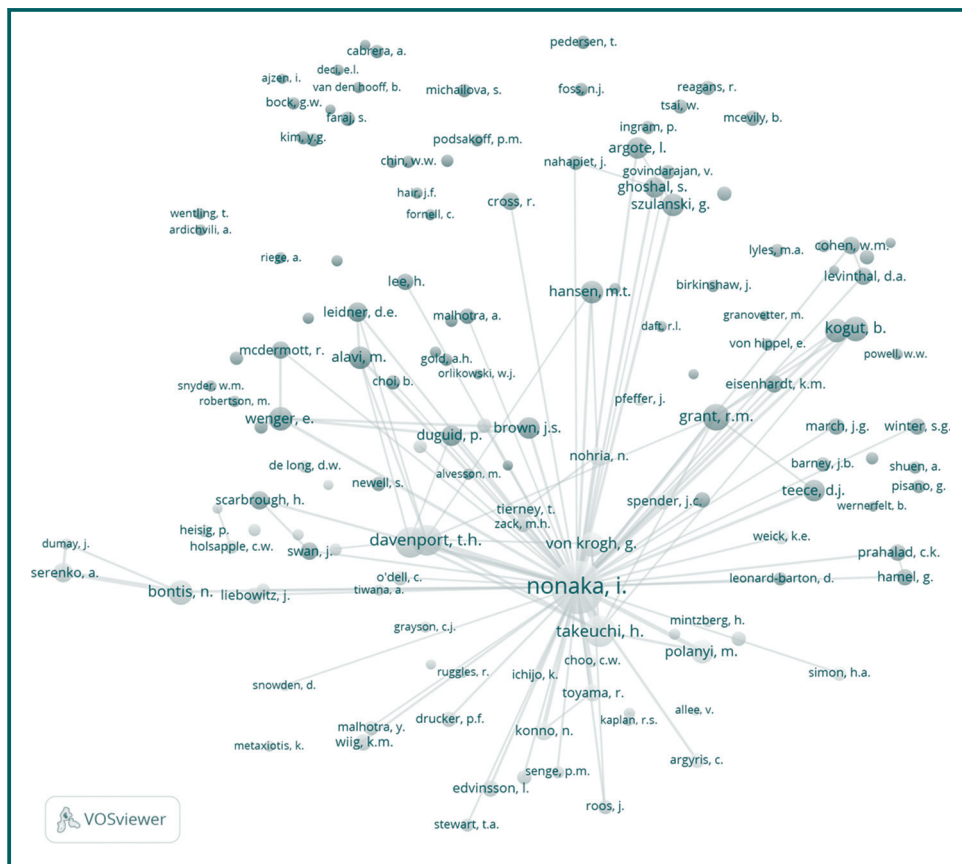 pedersen, t.
cabrera, a.
deci, e.l.
ajzen, i.
van den hooff, b.
michailova, s.
foss, n.j.
reagans, r.
bock, g.w.
tsai, w.
faraj, s.
mcevily, b.
ingram, p.
kim, y.g.
podsakoff, p.m.
argote, l.
chin, w.w.
nahapiet, j.
govindarajan, v.
ghoshal, s.
hair, j.f.
cross, r.
szulanski, g.
wentling, t.
fornell, c.
ardichvili, a.
lyles, m.a.
cohen, w.m.
riege, a.
levinthal, d.a.
lee, h.
hansen, m.t.
birkinshaw, j.
leidner, d.e.
malhotra, a.
granovetter, m.
daft, r.l.
kogut, b.
mcdermott, r.
alavi, m.
gold, a.h.
von hippel, e.
powell, w.w.
orlikowski, w.j.
snyder, w.m.
choi, b.
eisenhardt, k.m.
robertson, m.
pfeffer, j.
wenger, e.
grant, r.m.
duguid, p.
brown, j.s.
march, j.g.
winter, s.g.
nohria, n.
de long, d.w.
alvesson, m.
barney, j.b.
shuen, a.
newell, s.
teece, d.j.
pisano, g.
scarbrough, h.
spender, j.c.
wernerfelt, b.
tierney, t.
zack, m.h.
heisig, p.
weick, k.e.
dumay, j.
holsapple, c.w.
swan, j.
davenport, t.h.
von krogh, g.
prahalad, c.k.
serenko, a.
o'dell, c.
leonard-barton, d.
hamel, g.
bontis, n.
liebowitz, j.
tiwana, a.
nonaka, i.
mintzberg, h.
grayson, c.j.
takeuchi, h.
polanyi, m.
choo, c.w.
ruggles, r.
ichijo, k.
simon, h.a.
snowden, d.
toyama, r.
allee, v.
malhotra, y.
drucker, p.f.
kaplan, r.s.
konno, n.
metaxiotis, k.
wiig, k.m.
argyris, c.
senge, p.m.
edvinsson, l.
roos, j.
stewart, t.a.
VOSviewer